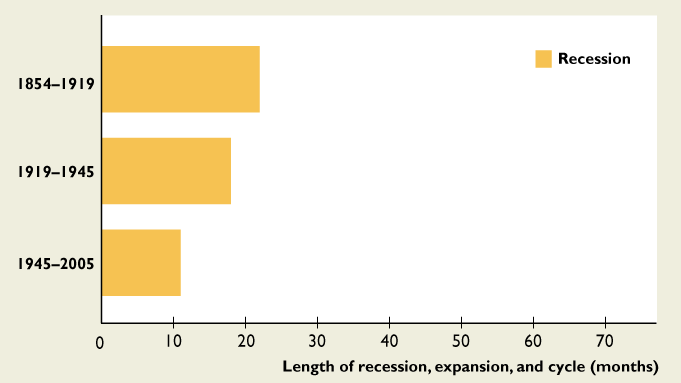 Recession
1854–1919
1919–1945
1945–2005
0 10 20 30 40 50 60 70
Length of recession, expansion, and cycle (months)